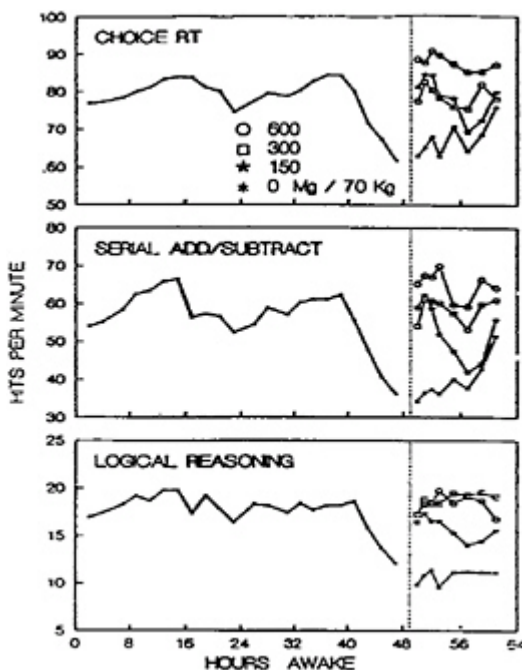 100
CHOICE RT
90
80
.70
60
50
600
300
150
0 Mg / 70 Kg
80
SERIAL ADD/SUBTRACT
70
60
50
40
30
HITS PER MINUTE
25
LOGICAL REASONING
20
15
10
5
0 8 16 24 32 40 48 56 64
HOURS AWAKE